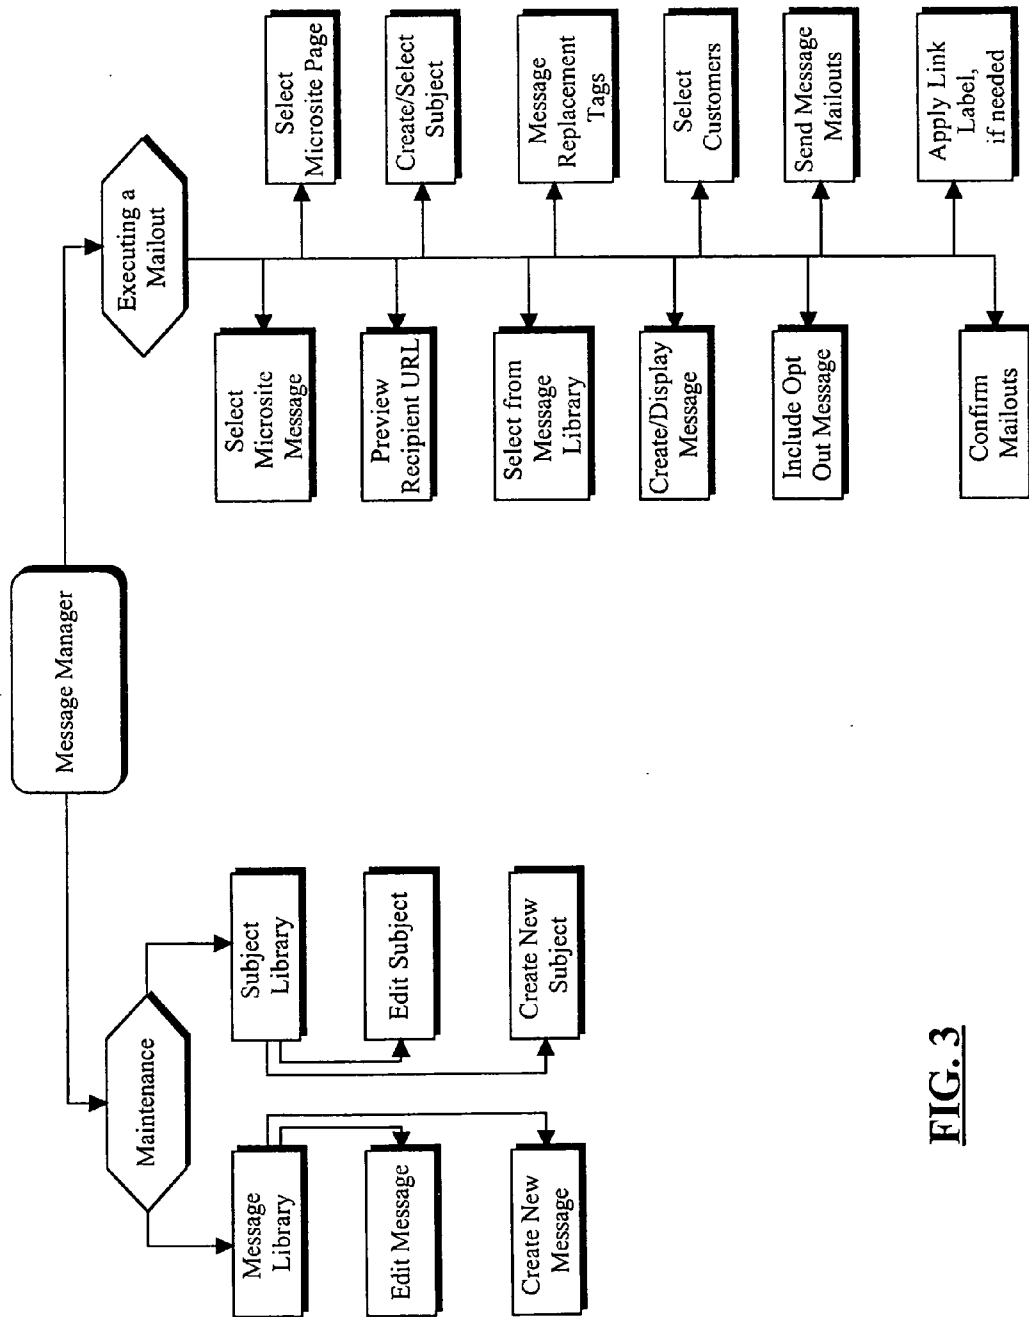 Message Manager
Maintenance
Message
Library
Edit Message
Create New
Message
Subject
Library
Edit Subject
Create New
Subject
Executing a
Mailout
Select
Microsite
Message
Select
Microsite Page
Preview
Recipient URL
Create/Select
Subject
Select from
Message
Library
Message
Replacement
Tags
Create/Display
Message
Select
Customers
Include Opt
Out Message
Send Message
Mailouts
Confirm
Mailouts
Apply Link
Label,
if needed
FIG. 3